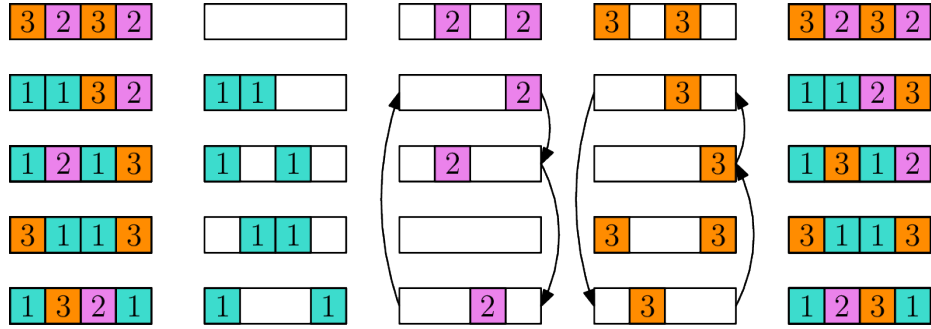 3 2 3 2 2 2 3 3 3 2 3 2
1 1 3 2 1 1 2 3 1 1 2 3
1 2 1 3 1 1 2 3 1 3 1 2
3 1 1 3 1 1 3 3 3 1 1 3
1 3 2 1 1 1 2 3 1 2 3 1